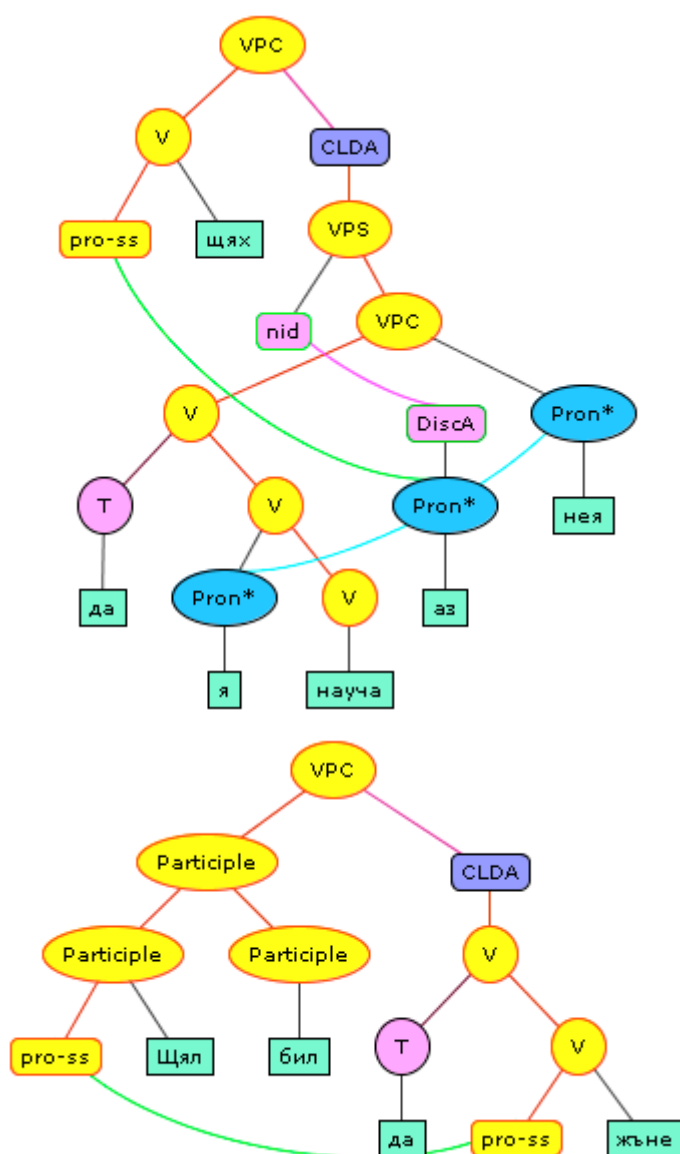 VPC
V
CLDA
pro-ss
щях
VPS
nid
VPC
V
DiscA
Pron*
T
V
Pron*
нея
да
Pron*
V
аз
я
науча
VPC
Participle
CLDA
Participle
Participle
V
pro-ss
Щял
бил
T
V
да
pro-ss
жъне